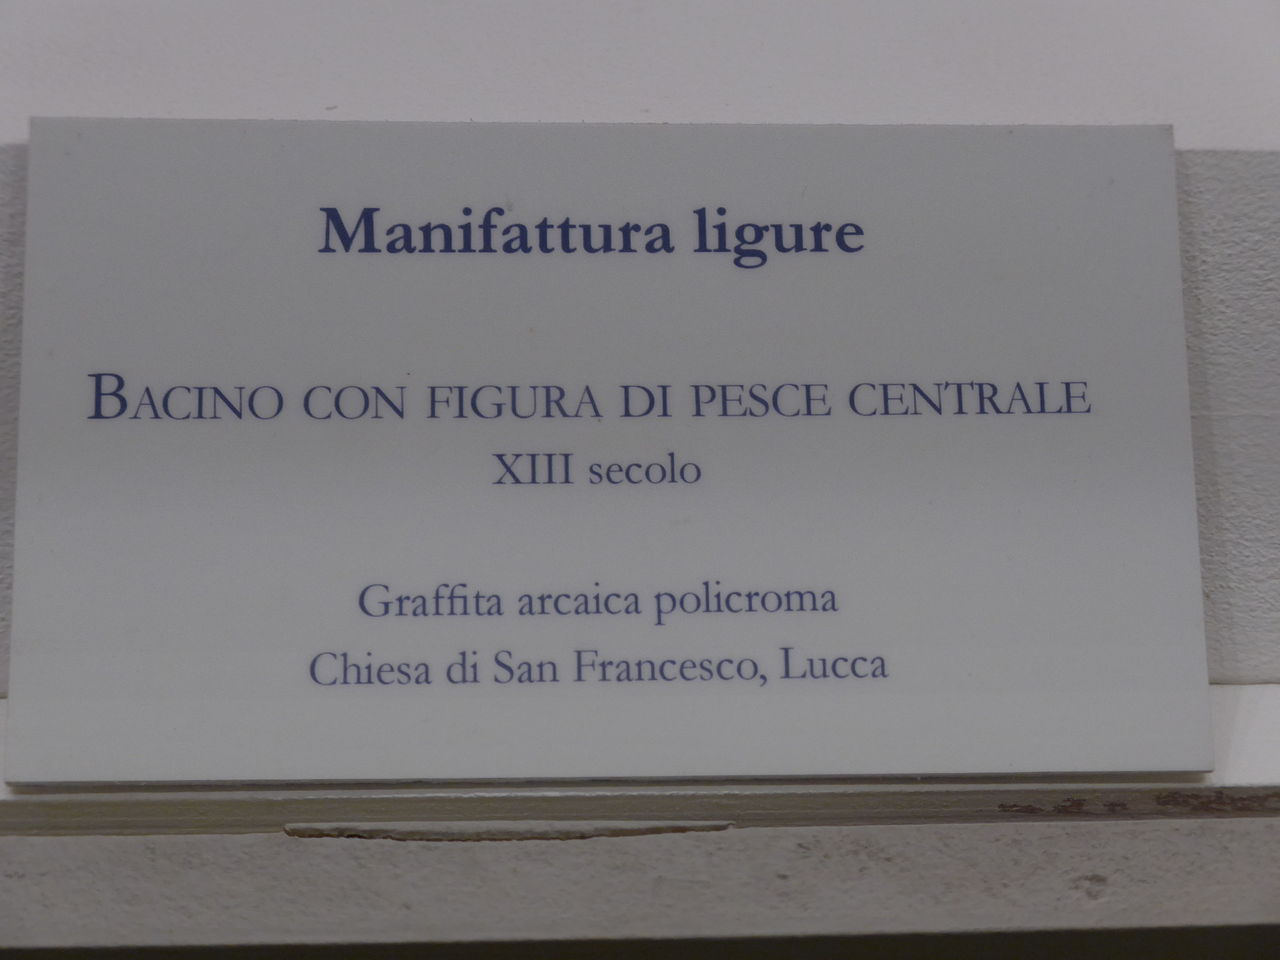 Manifattura ligure
BACINO CON FIGURA DI PESCE CENTRALE
XIII secolo
Graffita arcaica policroma
Chiesa di San Francesco, Lucca